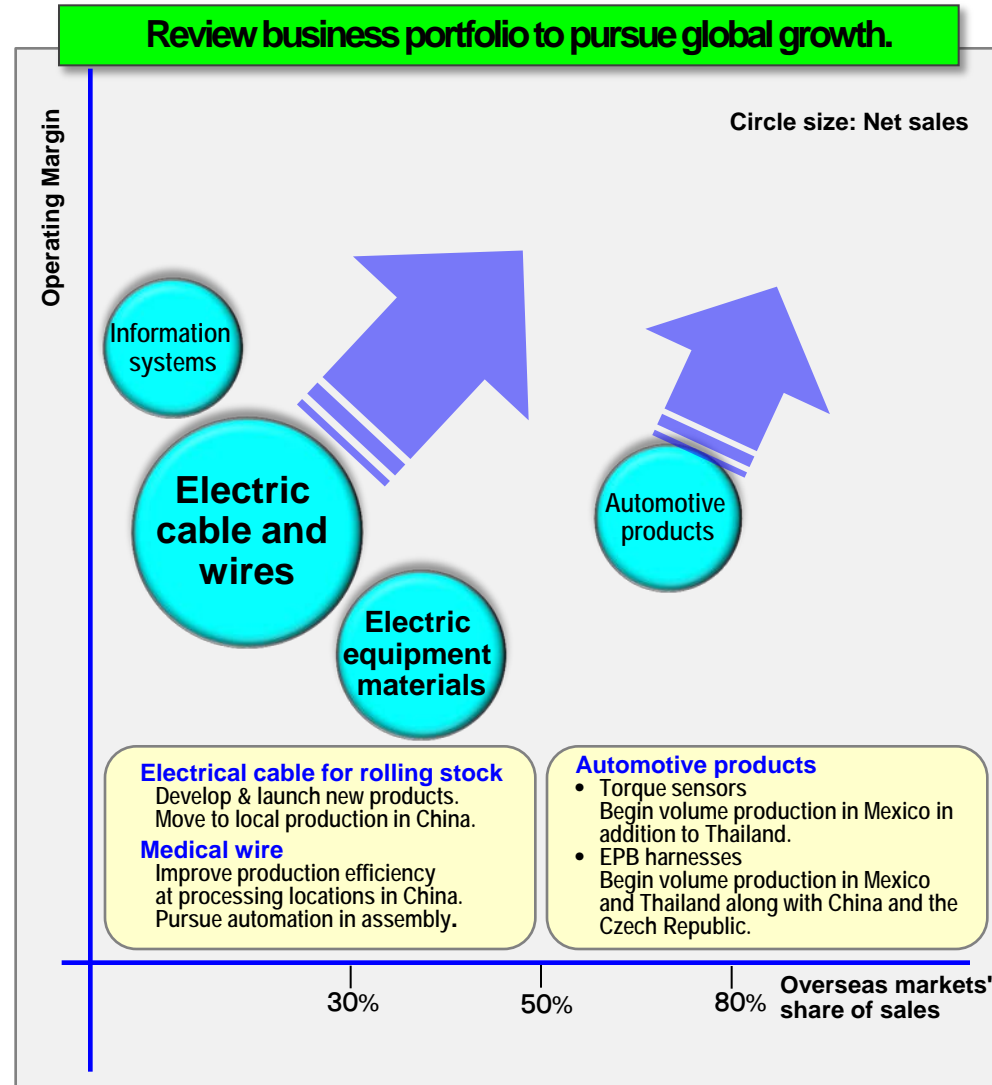 Review business portfolio to pursue global growth.
Operating Margin
Circle size: Net sales
Information
systems
Electric
cable and
wires
Automotive
products
Electric
equipment
materials
Electrical cable for rolling stock
Develop & launch new products.
Move to local production in China.
Medical wire
Improve production efficiency
at processing locations in China.
Pursue automation in assembly.
Automotive products
• Torque sensors
Begin volume production in Mexico in
addition to Thailand.
• EPB harnesses
Begin volume production in Mexico
and Thailand along with China and the
Czech Republic.
30%
50%
80%
Overseas markets'
share of sales